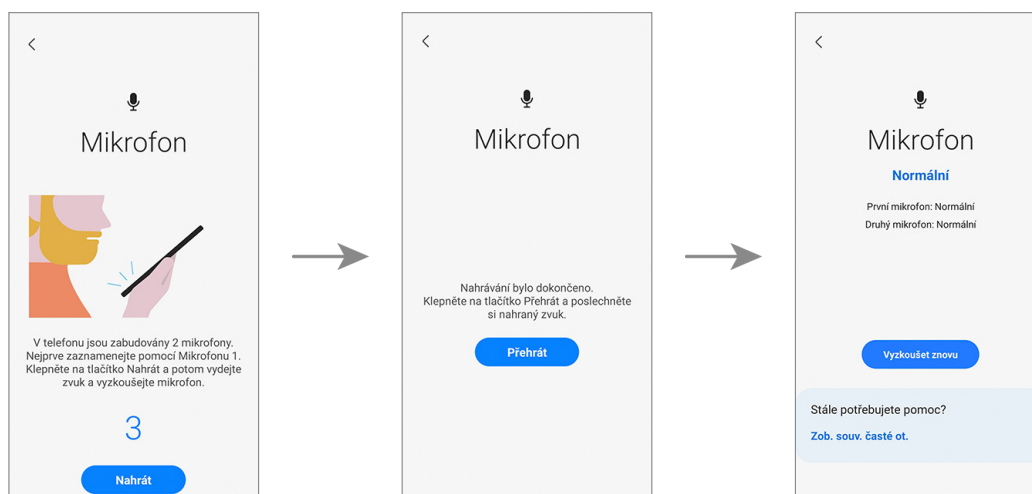 Mikrofon
V telefonu jsou zabudovány 2 mikrofony.
Nejprve zaznamenejte pomocí Mikrofonu 1.
Klepněte na tlačítko Nahrát a potom vydejte
zvuk a vyzkoušejte mikrofon.
3
Nahrát
Mikrofon
Nahrávání bylo dokončeno.
Klepněte na tlačítko Přehrát a poslechněte
si nahraný zvuk.
Přehrát
Mikrofon
Normální
První mikrofon: Normální
Druhý mikrofon: Normální
Vyzkoušet znovu
Stále potřebujete pomoc?
Zob. souv. časté ot.